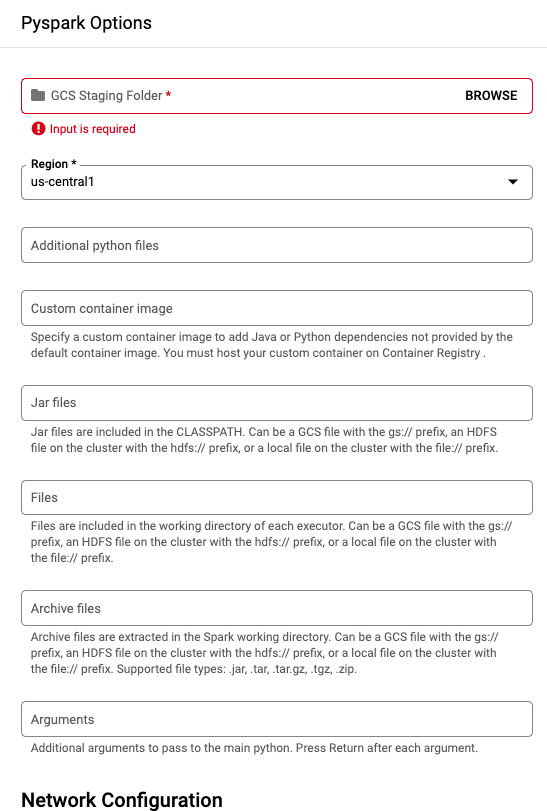 Pyspark Options
GCS Staging Folder *
BROWSE
Input is required
Region *
us-central1
Additional python files
Custom container image
Specify a custom container image to add Java or Python dependencies not provided by the
default container image. You must host your custom container on Container Registry .
Jar files
Jar files are included in the CLASSPATH. Can be a GCS file with the gs:// prefix, an HDFS
file on the cluster with the hdfs:// prefix, or a local file on the cluster with the file:// prefix.
Files
Files are included in the working directory of each executor. Can be a GCS file with the gs://
prefix, an HDFS file on the cluster with the hdfs:// prefix, or a local file on the cluster with
the file:// prefix.
Archive files
Archive files are extracted in the Spark working directory. Can be a GCS file with the gs://
prefix, an HDFS file on the cluster with the hdfs:// prefix, or a local file on the cluster with
the file:// prefix. Supported file types: .jar, .tar, .tar.gz, .tgz, .zip.
Arguments
Additional arguments to pass to the main python. Press Return after each argument.
Network Configuration